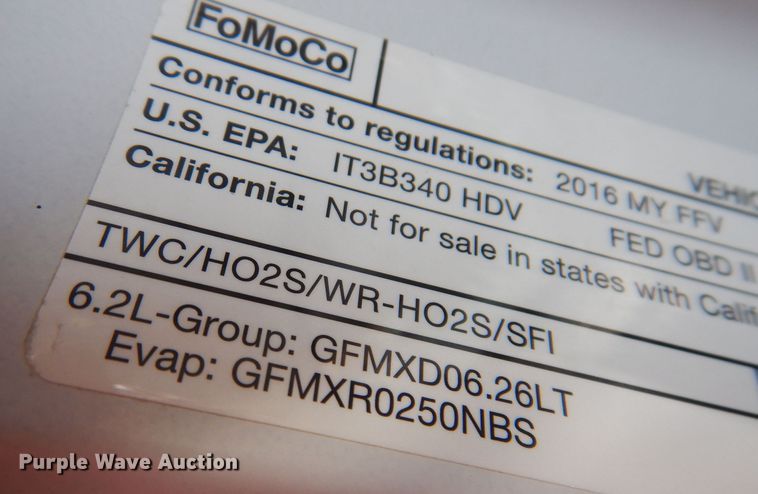 FoMoCo
Conforms to regulations: 2016 MY FFV
U.S. EPA: IT3B340 HDV FED OBD II
California: Not for sale in states with
TWC/HO2S/WR-HO2S/SFI
6.2L-Group: GFMXD06.26LT
Evap: GFMXR0250NBS
Purple Wave Auction